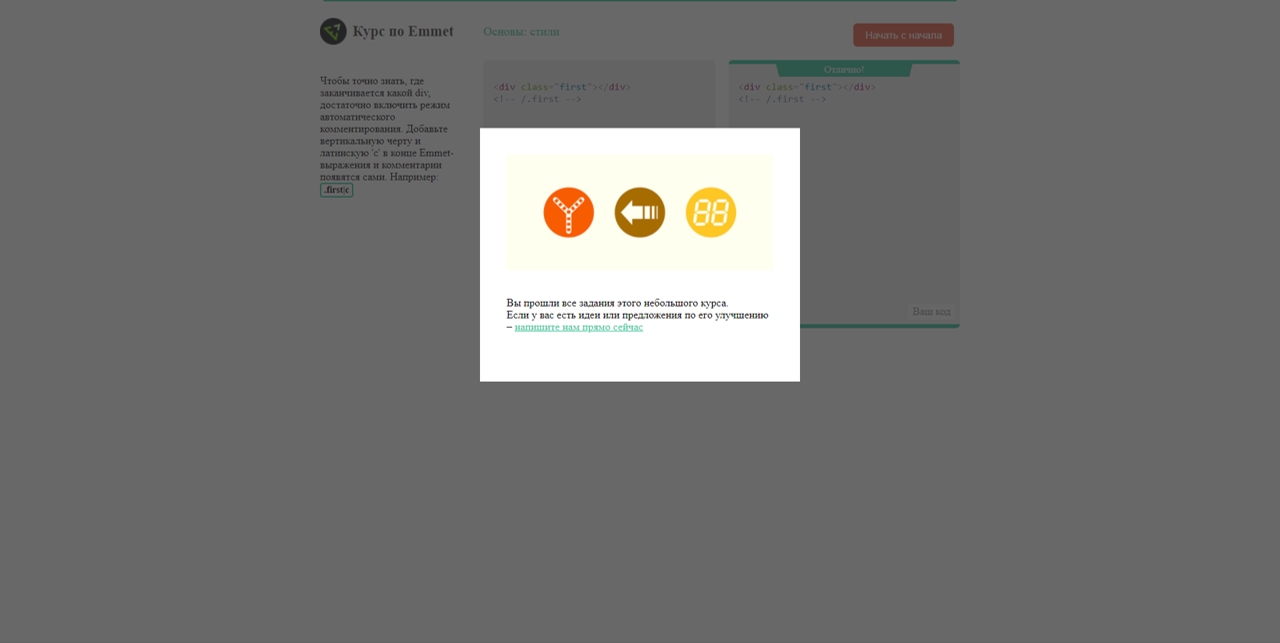 Курс по Emmet
Основы: стили
Начать с начала
Чтобы точно знать, где
заканчивается какой div,
достаточно включить режим
автоматического
комментирования. Добавьте
вертикальную черту и
латинскую 'c' в конце Emmet-
выражения и комментарии
появятся сами. Например:
.first|c
<div class="first"></div>
<!-- /.first -->
Отлично!
<div class="first"></div>
<!-- /.first -->
Ваш код
88
Вы прошли все задания этого небольшого курса.
Если у вас есть идеи или предложения по его улучшению
– напишите нам прямо сейчас